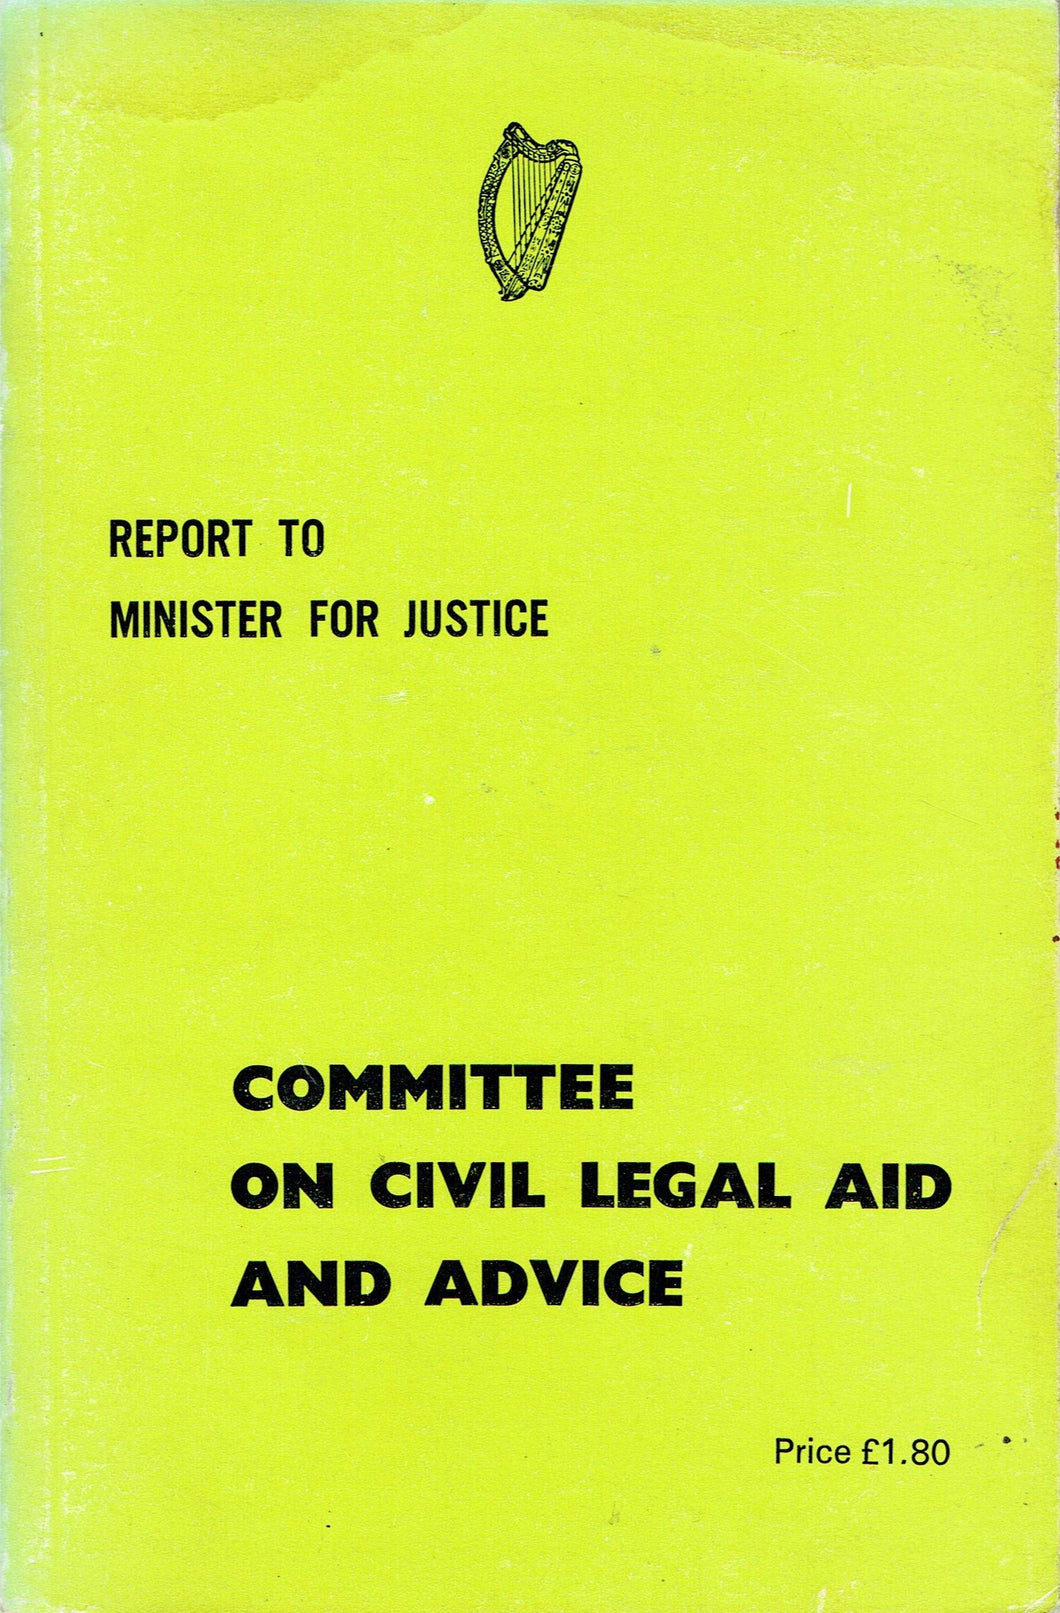 REPORT TO
MINISTER FOR JUSTICE
COMMITTEE
ON CIVIL LEGAL AID
AND ADVICE
Price £1.80